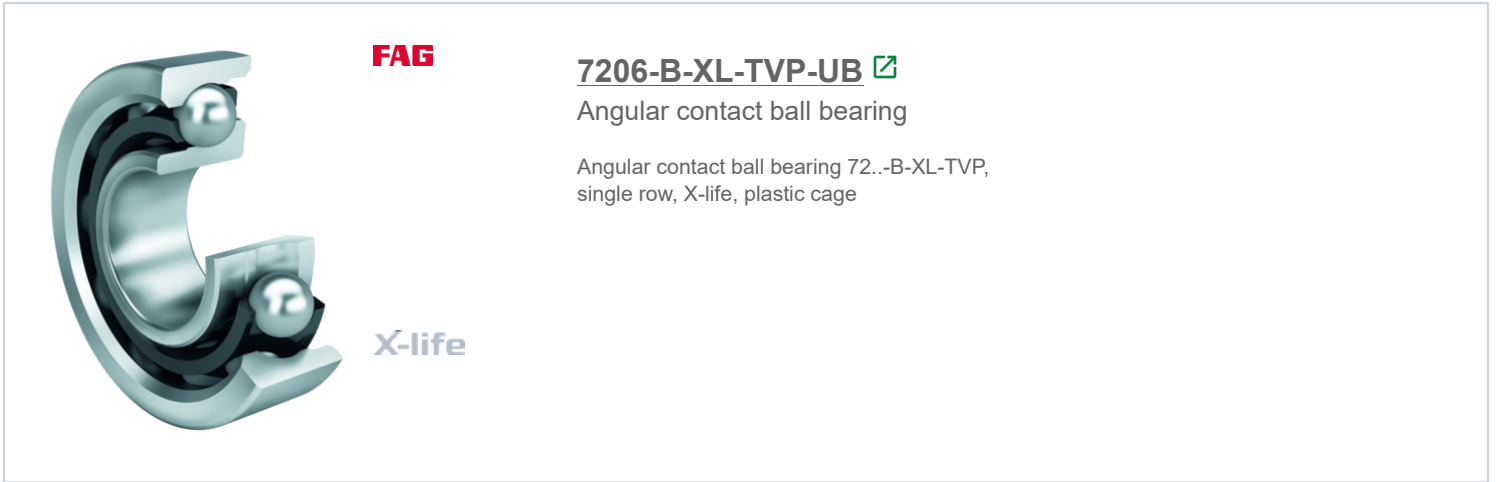 FAG
7206-B-XL-TVP-UB
Angular contact ball bearing
Angular contact ball bearing 72..-B-XL-TVP,
single row, X-life, plastic cage
X-life